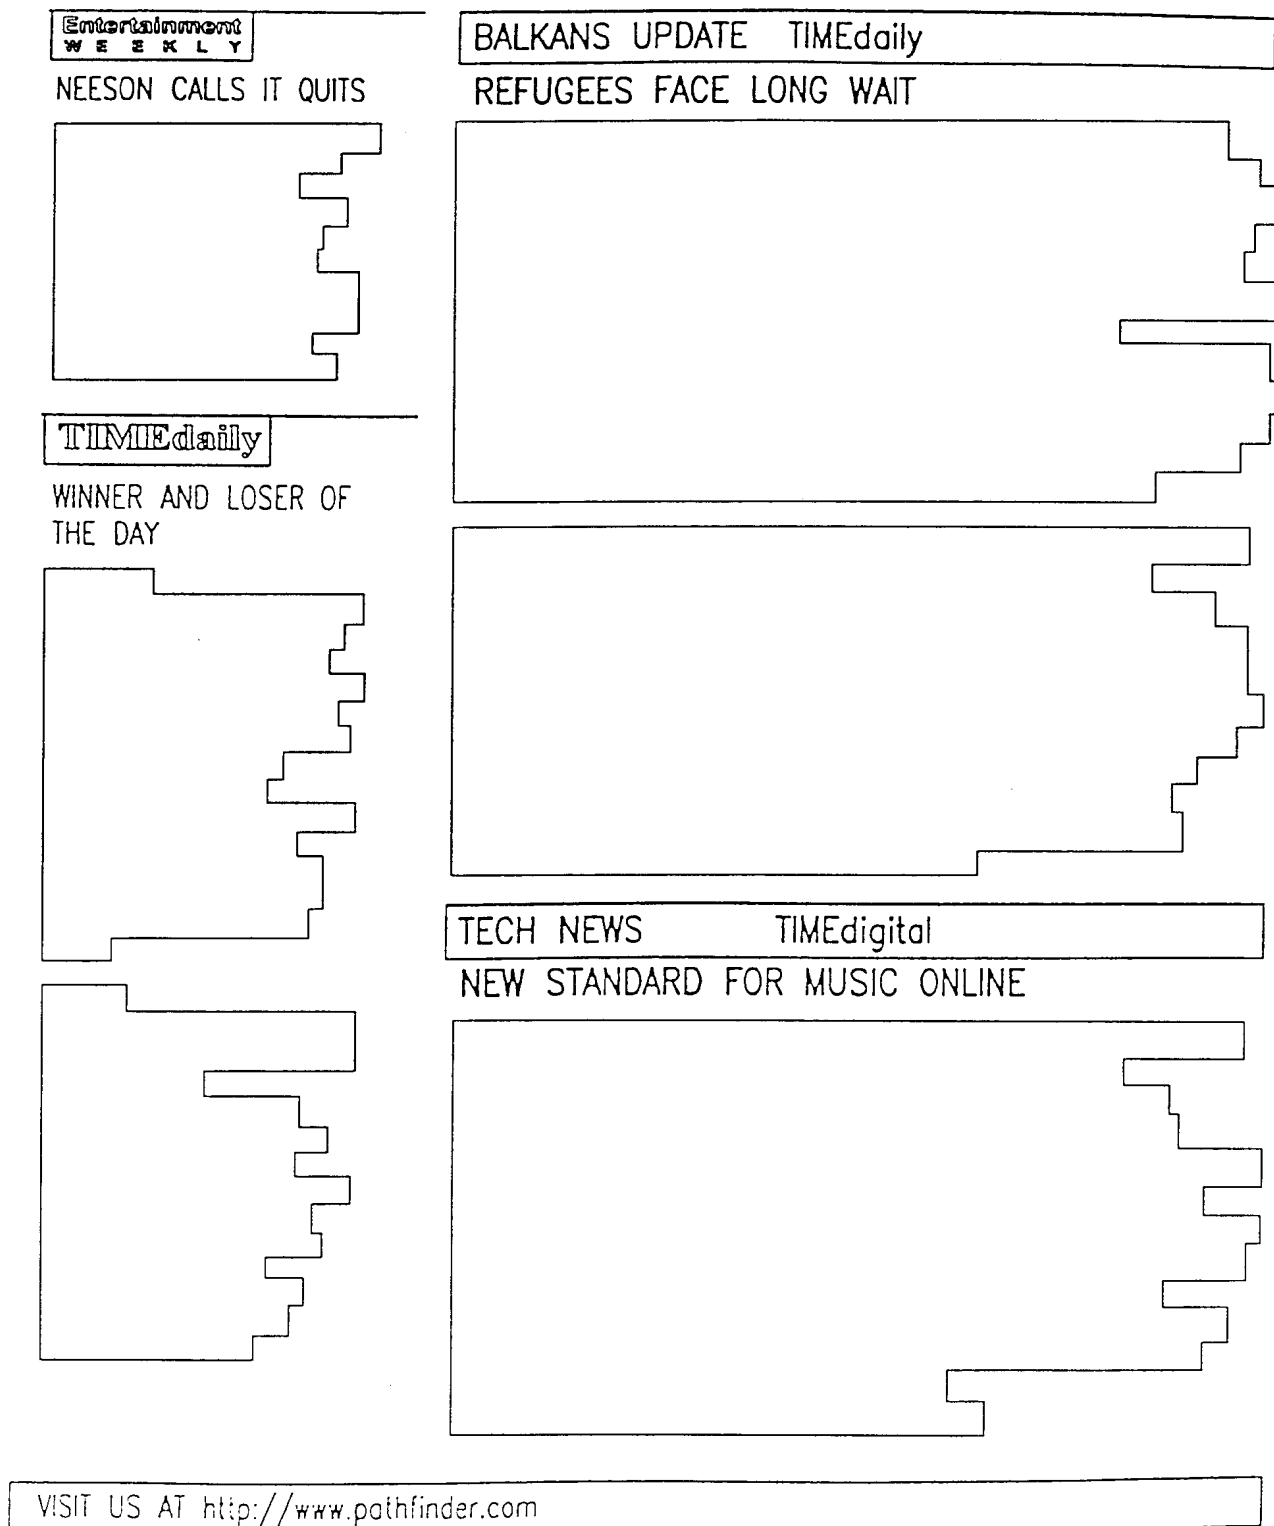 Entertainment
WEEKLY
NEESON CALLS IT QUITS
TIMEdaily
WINNER AND LOSER OF
THE DAY
BALKANS UPDATE TIMEdaily
REFUGEES FACE LONG WAIT
TECH NEWS TIMEdigital
NEW STANDARD FOR MUSIC ONLINE
VISIT US AT http://www.pathfinder.com